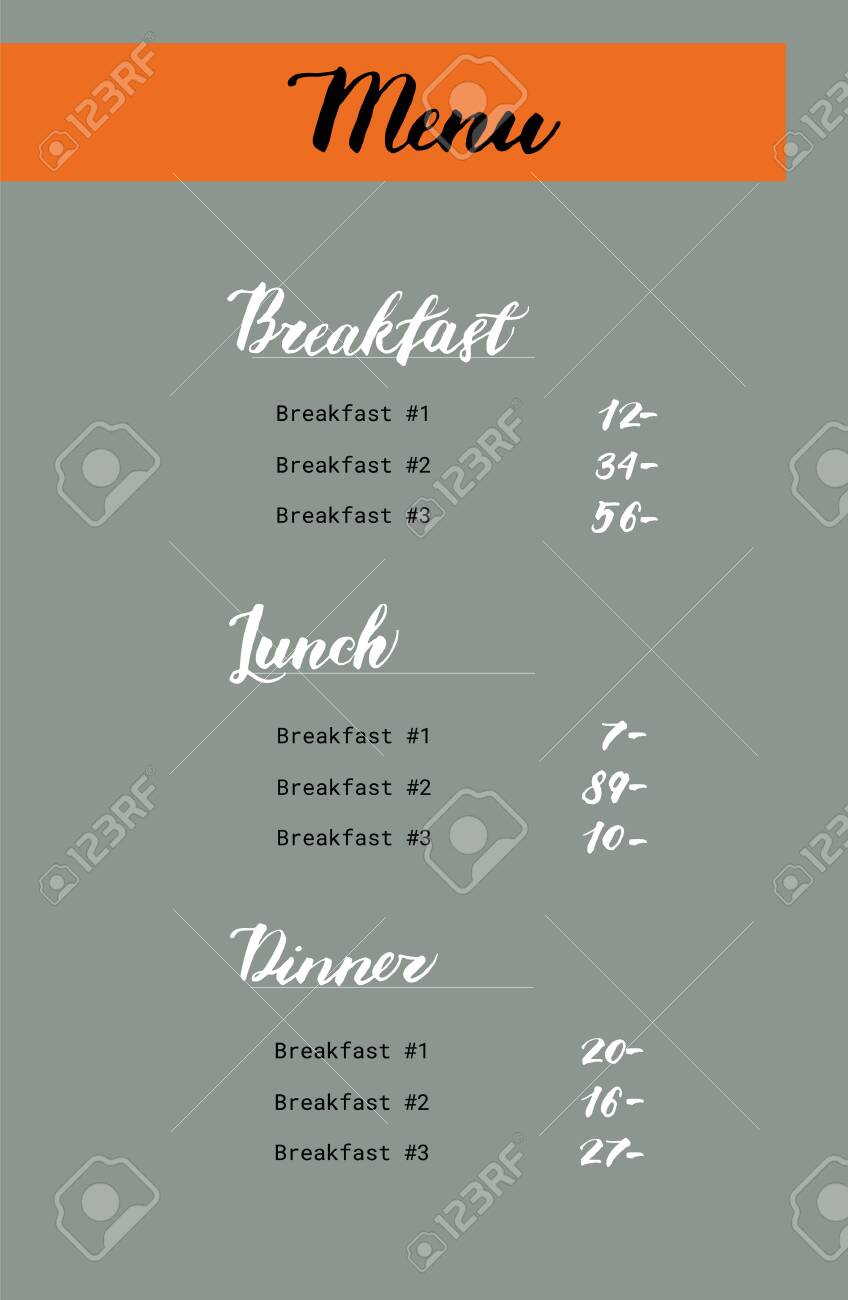 Menu
Breakfast
Breakfast #1 12-
Breakfast #2 34-
Breakfast #3 56-
Lunch
Breakfast #1 7-
Breakfast #2 89-
Breakfast #3 10-
Dinner
Breakfast #1 20-
Breakfast #2 16-
Breakfast #3 27-
123RF
123RF
123RF
123RF
123RF
123RF